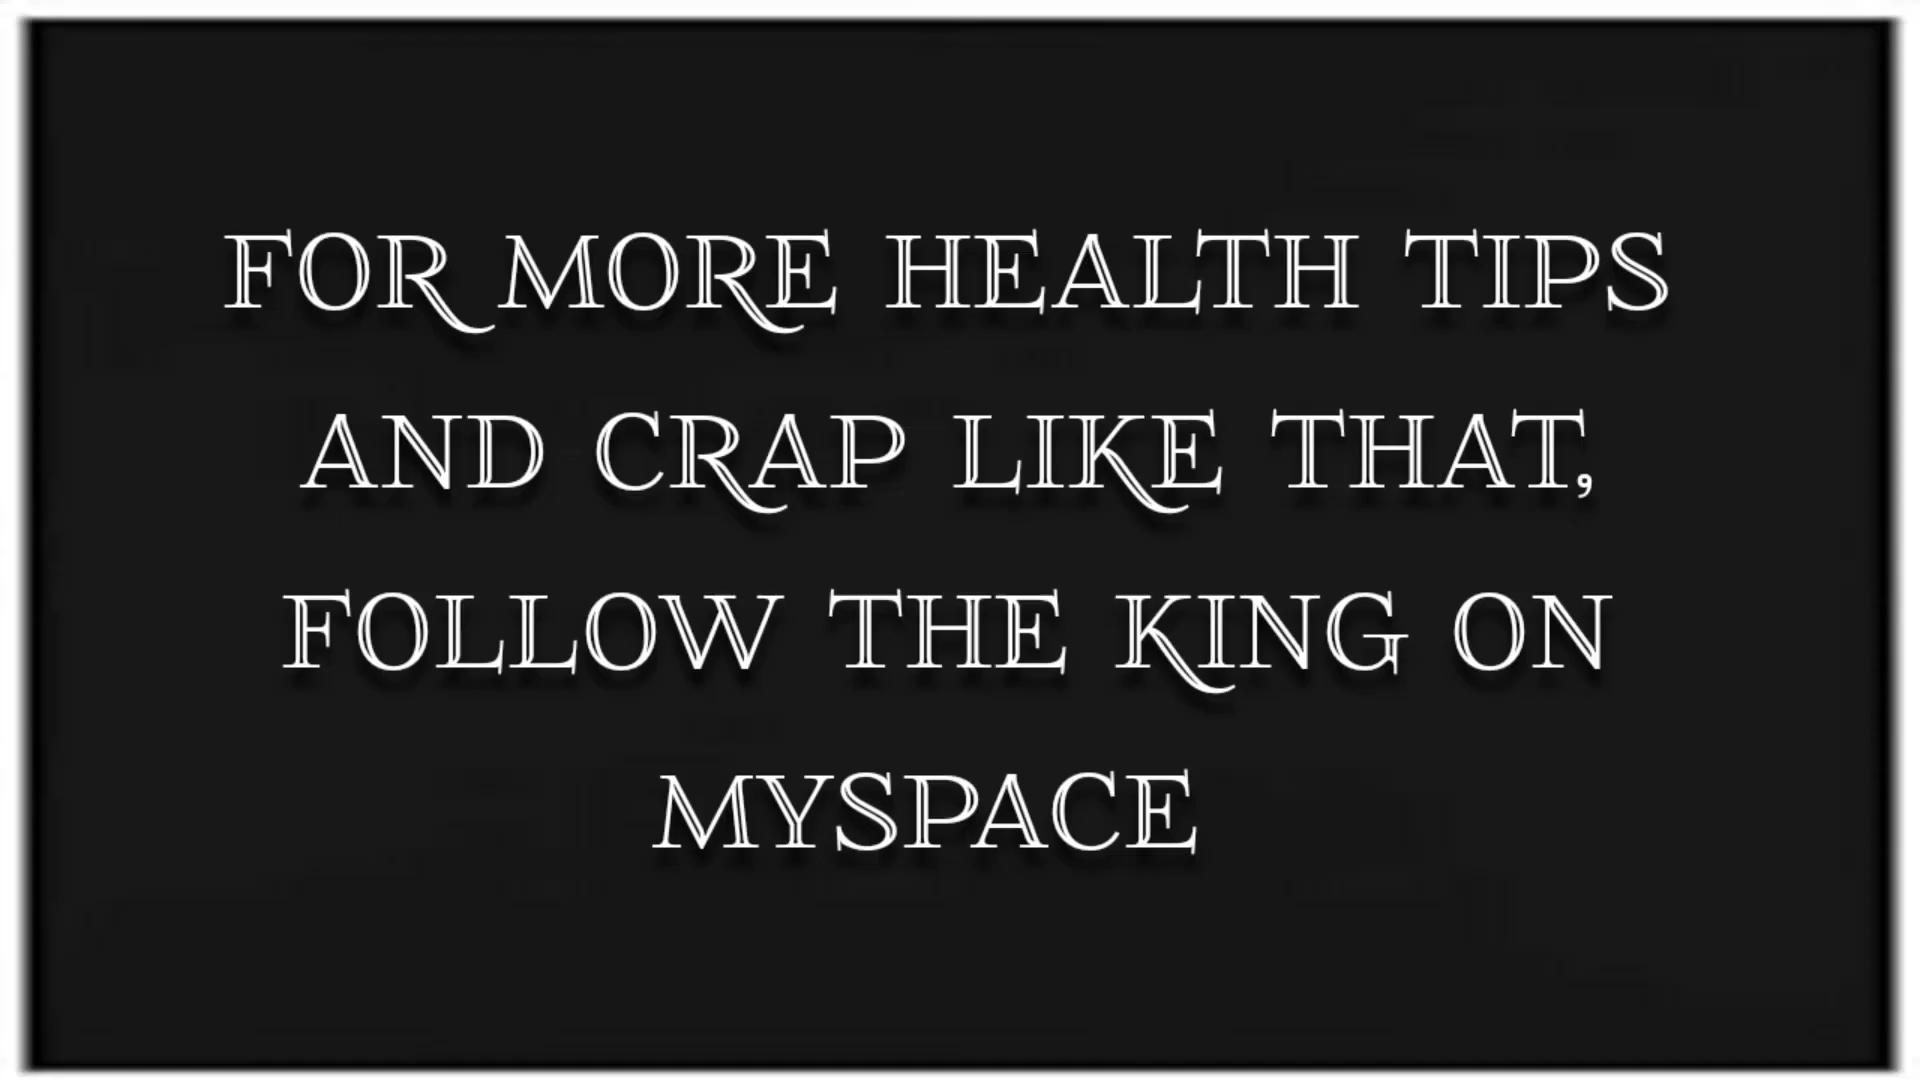 FOR MORE HEALTH TIPS
AND CRAP LIKE THAT,
FOLLOW THE KING ON
MYSPACE